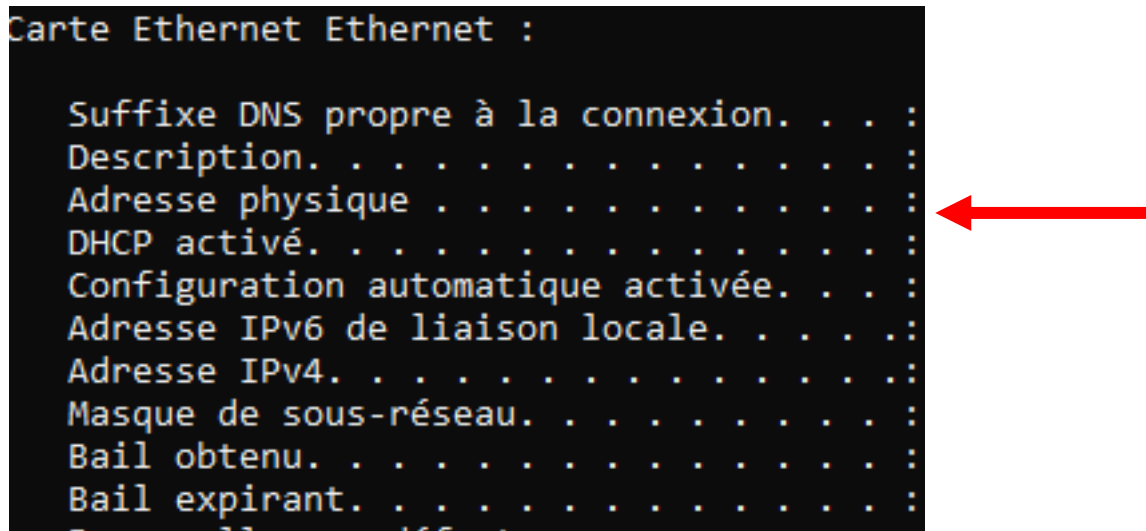 Carte Ethernet Ethernet :
Suffixe DNS propre à la connexion. . . :
Description. . . . . . . . . . . . . . :
Adresse physique . . . . . . . . . . . :
DHCP activé. . . . . . . . . . . . . . :
Configuration automatique activée. . . :
Adresse IPv6 de liaison locale. . . . .:
Adresse IPv4. . . . . . . . . . . . . .:
Masque de sous-réseau. . . . . . . . . :
Bail obtenu. . . . . . . . . . . . . . :
Bail expirant. . . . . . . . . . . . . :